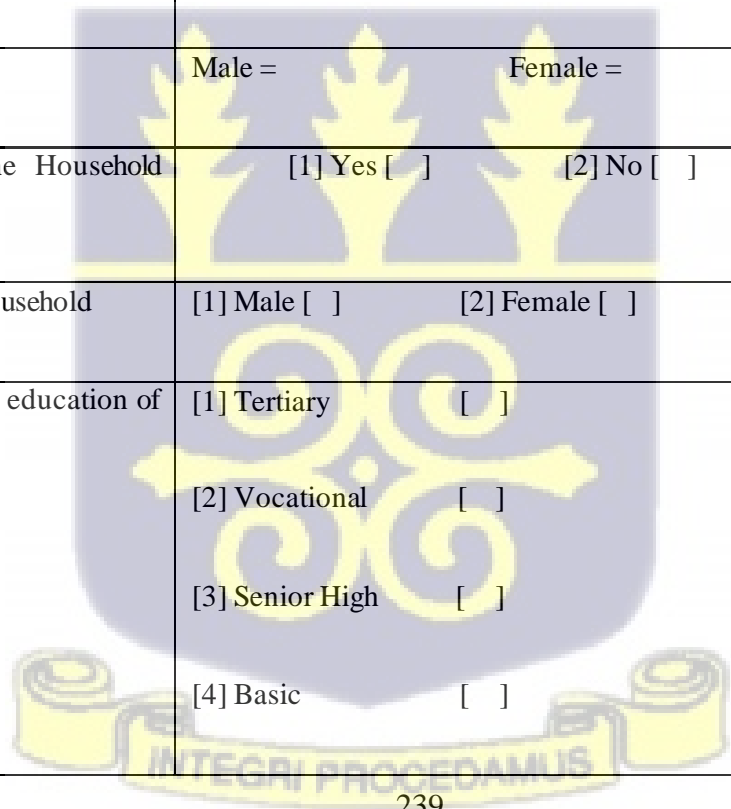 Male = Female =
e Household [1] Yes [ ] [2] No [ ]
usehold [1] Male [ ] [2] Female [ ]
education of [1] Tertiary [ ]
[2] Vocational [ ]
[3] Senior High [ ]
[4] Basic [ ]
INTEGRI PROCEDAMUS
239